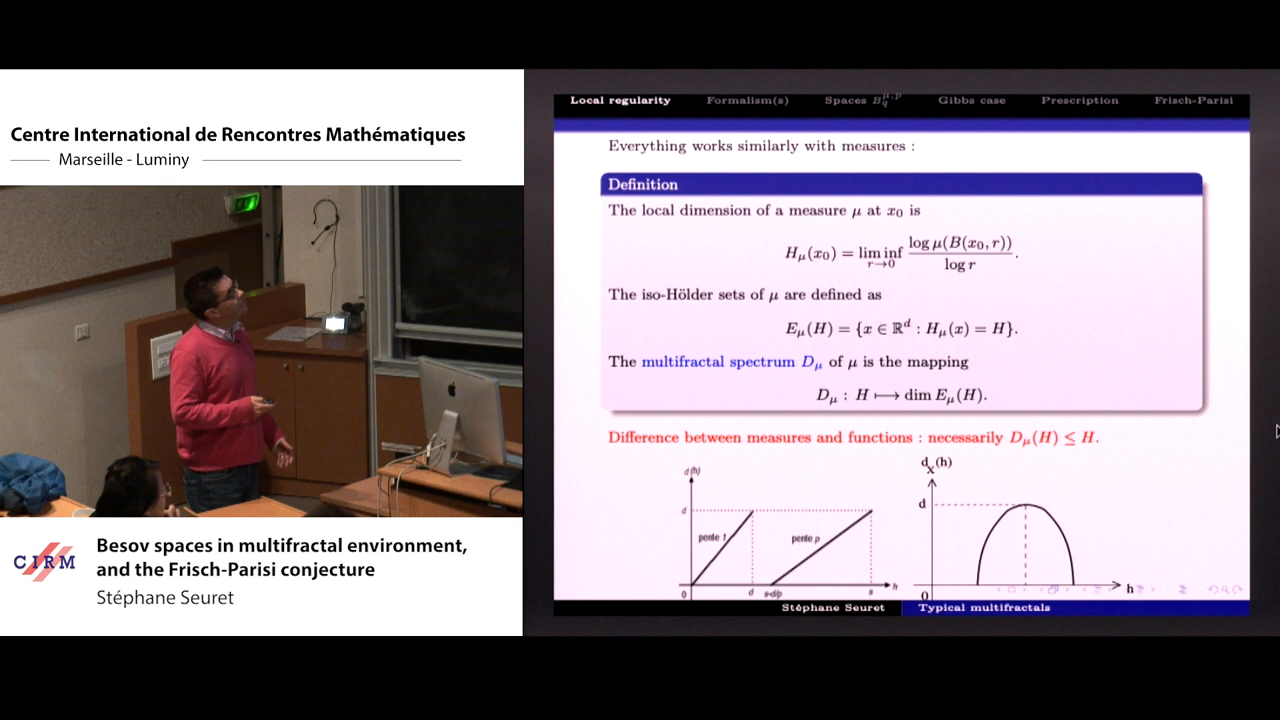 Centre International de Rencontres Mathématiques
Marseille - Luminy
CIRM
Besov spaces in multifractal environment,
and the Frisch-Parisi conjecture
Stéphane Seuret
Local regularity Formalism(s) Spaces B_q^{μ,p} Gibbs case Prescription Frisch-Parisi
Everything works similarly with measures :
Definition
The local dimension of a measure μ at x₀ is
H_μ(x₀) = lim inf_{r→0} log μ(B(x₀, r)) / log r .
The iso-Hölder sets of μ are defined as
E_μ(H) = {x ∈ ℝ^d : H_μ(x) = H}.
The multifractal spectrum D_μ of μ is the mapping
D_μ : H ⟼ dim E_μ(H).
Difference between measures and functions : necessarily D_μ(H) ≤ H.
d(h)
d
pente 1
pente p
0 d s-d/p s h
d_x(h)
d
0 h
Stéphane Seuret Typical multifractals